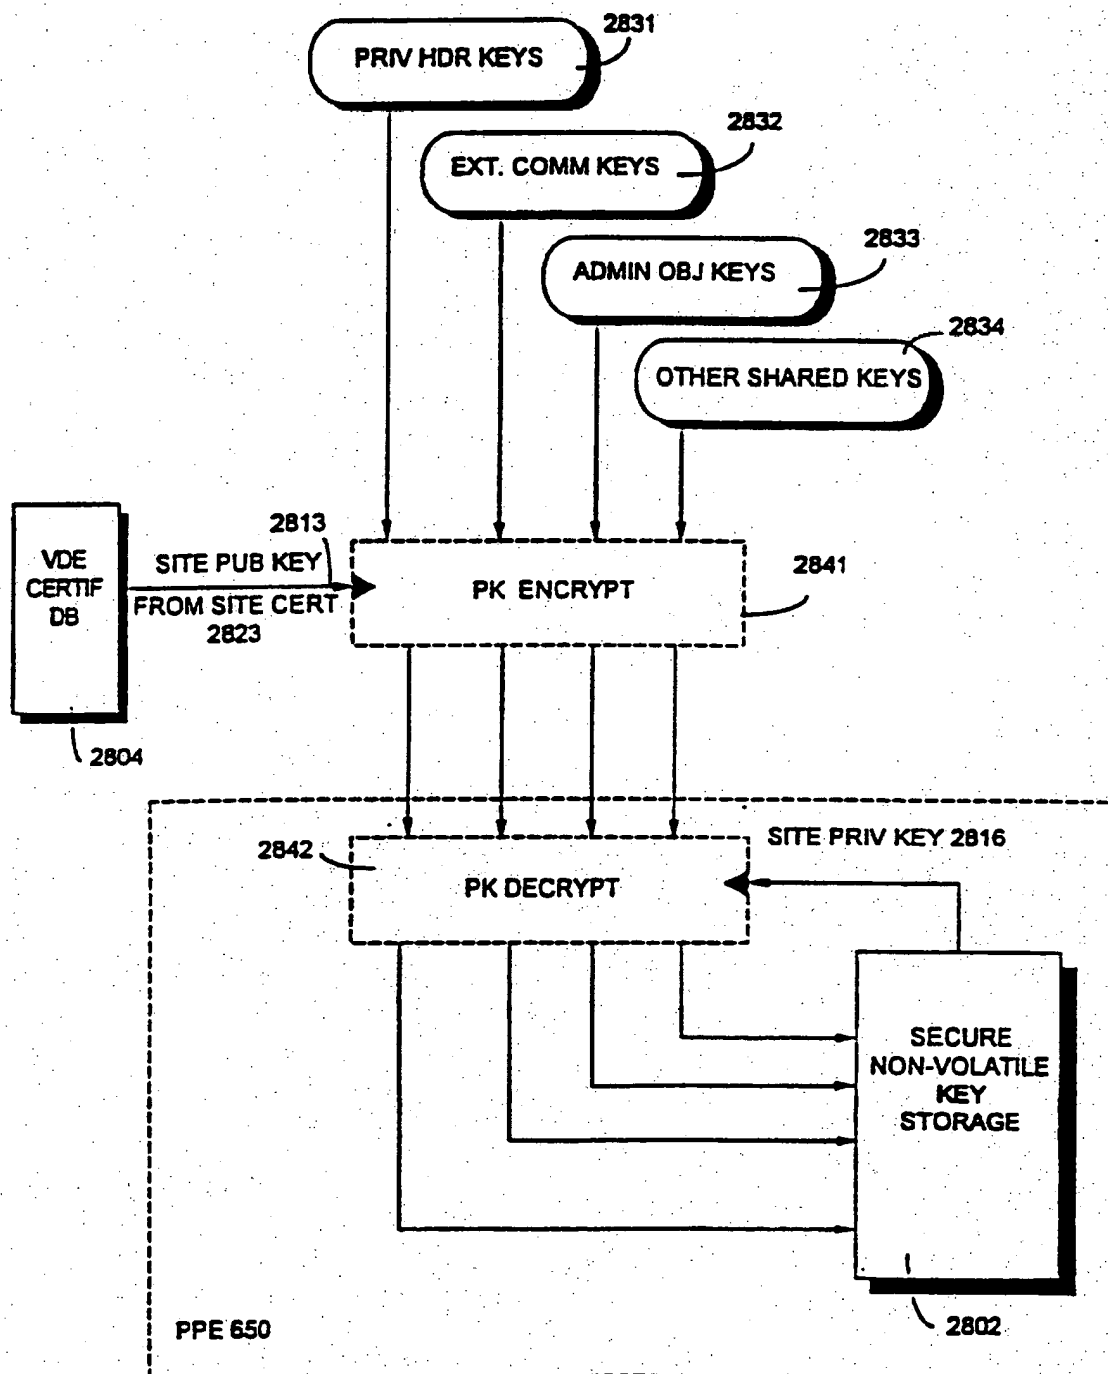 2831
PRIV HDR KEYS
2832
EXT. COMM KEYS
2833
ADMIN OBJ KEYS
2834
OTHER SHARED KEYS
2813
VDE
CERTIF
DB
SITE PUB KEY
FROM SITE CERT
2823
PK ENCRYPT
2841
2804
2842
SITE PRIV KEY 2816
PK DECRYPT
SECURE
NON-VOLATILE
KEY
STORAGE
PPE 650
2802